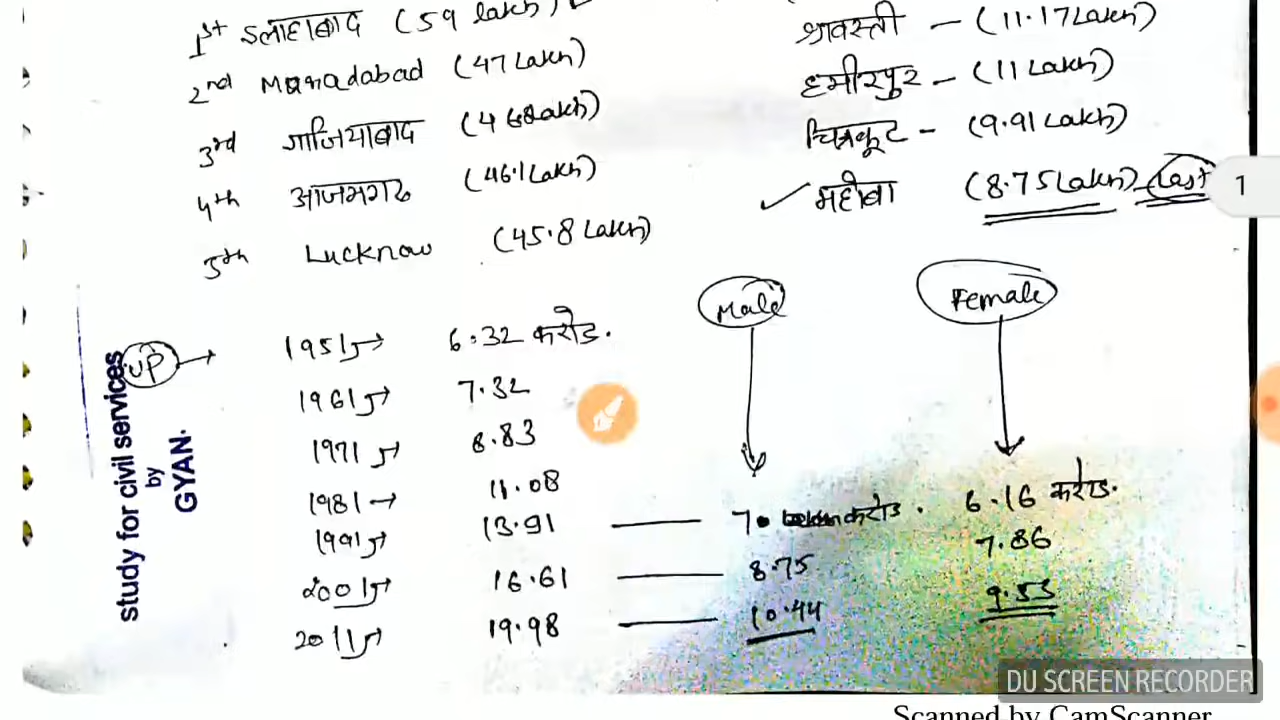 1st इलाहाबाद (59 lakh)
2nd Moradabad (47 Lakh)
3rd गाजियाबाद (46.8 Lakh)
4th आजमगढ (46.1 Lakh)
5th Lucknow (45.8 Lakh)
श्रावस्ती - (11.17 Lakh)
हमीरपुर - (11 Lakh)
चित्रकूट - (9.91 Lakh)
✓ महोबा (8.75 Lakh) - Last
1
Male Female
UP → 1951 → 6.32 करोड.
1961 → 7.32
1971 → 8.83
1981 → 11.08
1991 → 13.91 — 7 करोड. 6.16 करोड.
2001 → 16.61 — 8.75 7.86
2011 → 19.98 — 10.44 9.53
study for civil services
by
GYAN.
DU SCREEN RECORDER
Scanned by CamScanner